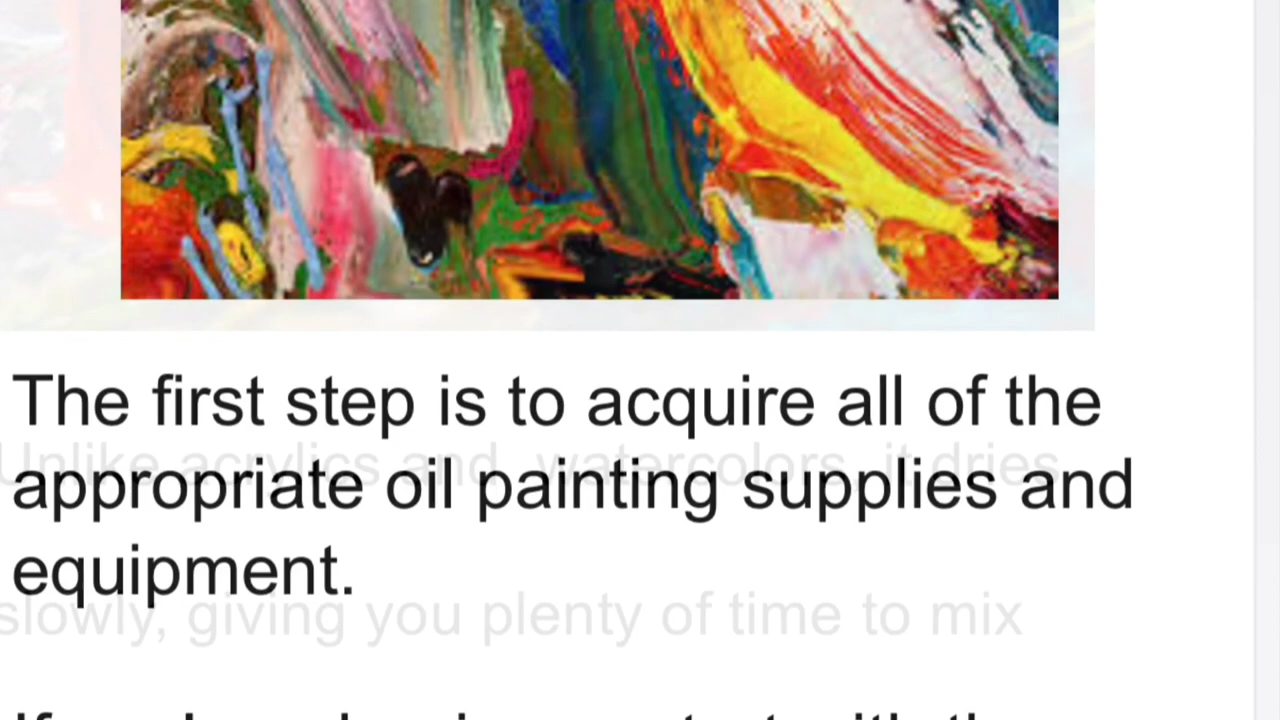 The first step is to acquire all of the
Unlike acrylics and watercolors, it dries
appropriate oil painting supplies and
equipment.
slowly, giving you plenty of time to mix